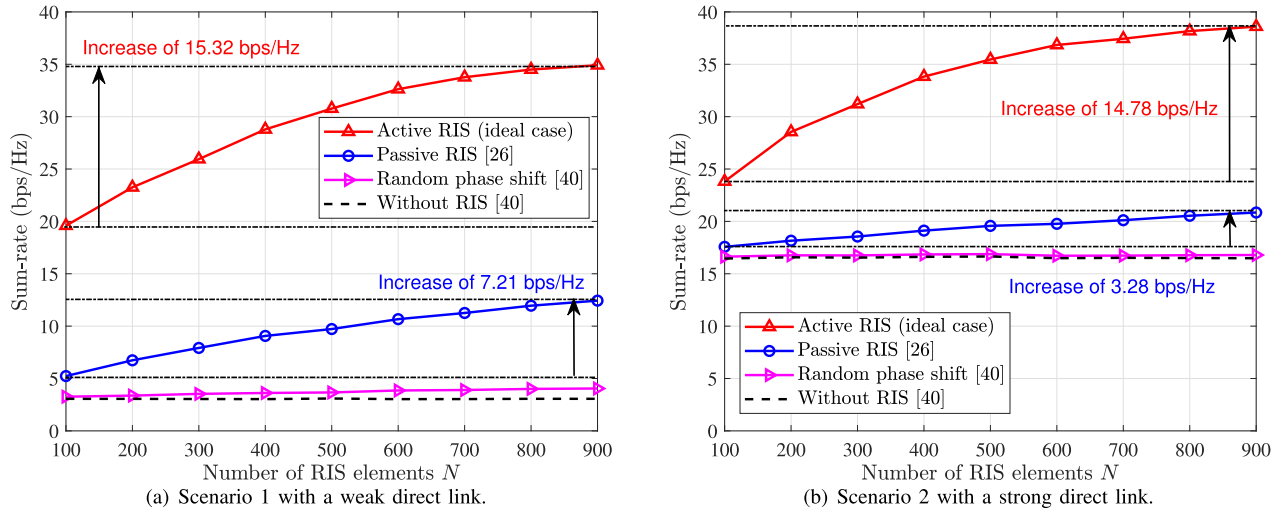 40
35
30
25
20
15
10
5
0
Sum-rate (bps/Hz)
Increase of 15.32 bps/Hz
Active RIS (ideal case)
Passive RIS [26]
Random phase shift [40]
Without RIS [40]
Increase of 7.21 bps/Hz
100 200 300 400 500 600 700 800 900
Number of RIS elements N
(a) Scenario 1 with a weak direct link.
40
35
30
25
20
15
10
5
0
Sum-rate (bps/Hz)
Increase of 14.78 bps/Hz
Increase of 3.28 bps/Hz
Active RIS (ideal case)
Passive RIS [26]
Random phase shift [40]
Without RIS [40]
100 200 300 400 500 600 700 800 900
Number of RIS elements N
(b) Scenario 2 with a strong direct link.